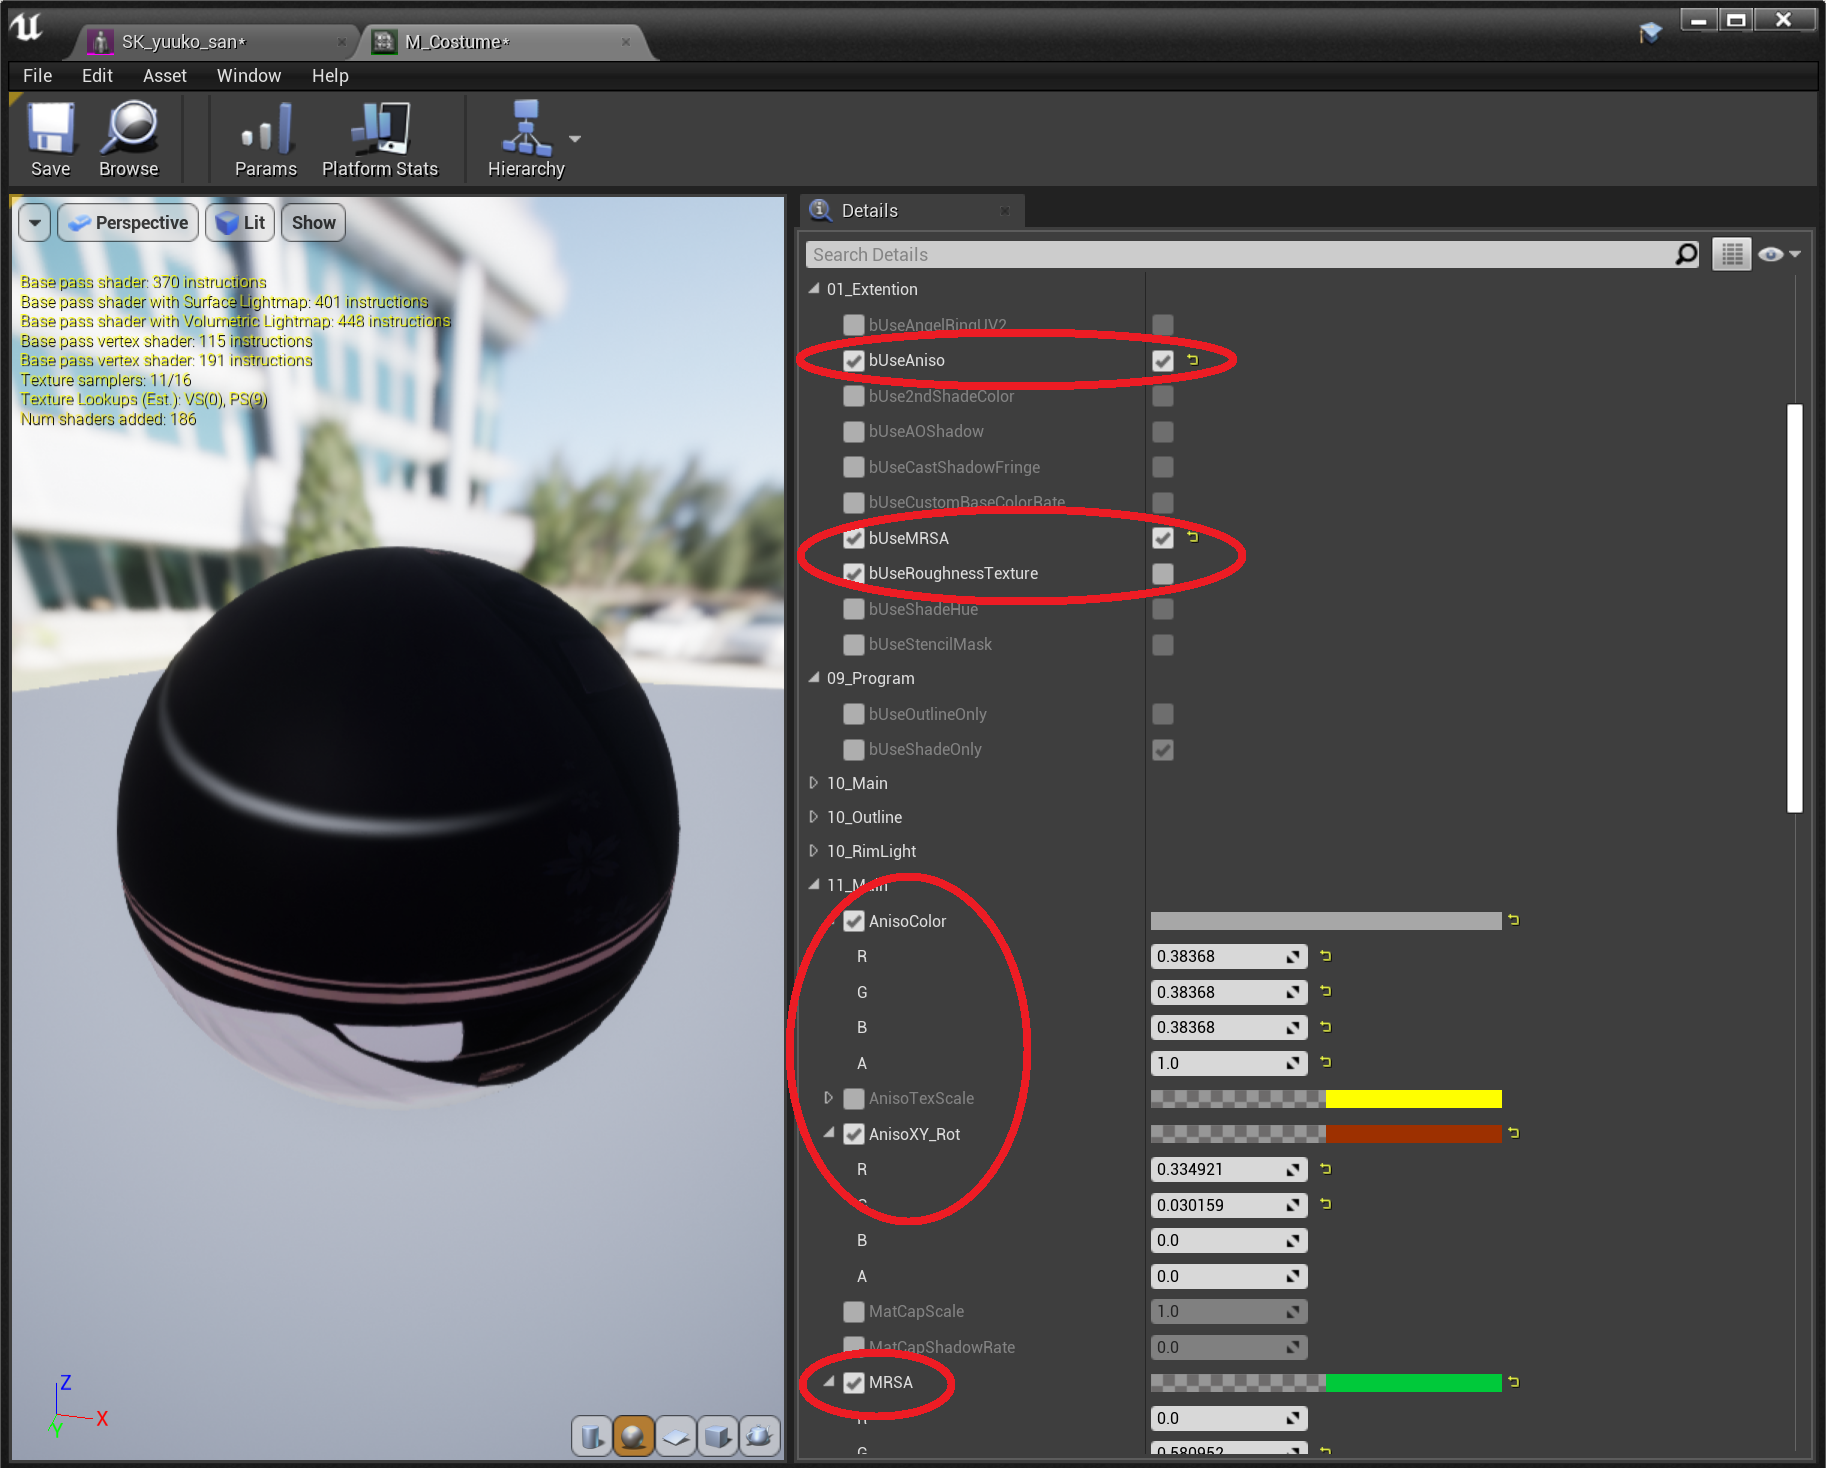 SK_yuuko_san*
M_Costume*
File Edit Asset Window Help
Save Browse Params Platform Stats Hierarchy
Perspective Lit Show
Base pass shader: 370 instructions
Base pass shader with Surface Lightmap: 401 instructions
Base pass shader with Volumetric Lightmap: 448 instructions
Base pass vertex shader: 115 instructions
Base pass vertex shader: 191 instructions
Texture samplers: 11/16
Texture Lookups (Est.): VS(0), PS(9)
Num shaders added: 186
Z
X
Y
Details
Search Details
01_Extention
bUseAngelRingUV2
bUseAniso
bUse2ndShadeColor
bUseAOShadow
bUseCastShadowFringe
bUseCustomBaseColorRate
bUseMRSA
bUseRoughnessTexture
bUseShadeHue
bUseStencilMask
09_Program
bUseOutlineOnly
bUseShadeOnly
10_Main
10_Outline
10_RimLight
11_Main
AnisoColor
R 0.38368
G 0.38368
B 0.38368
A 1.0
AnisoTexScale
AnisoXY_Rot
R 0.334921
G 0.030159
B 0.0
A 0.0
MatCapScale 1.0
MatCapShadowRate 0.0
MRSA
R 0.0
G 0.580952